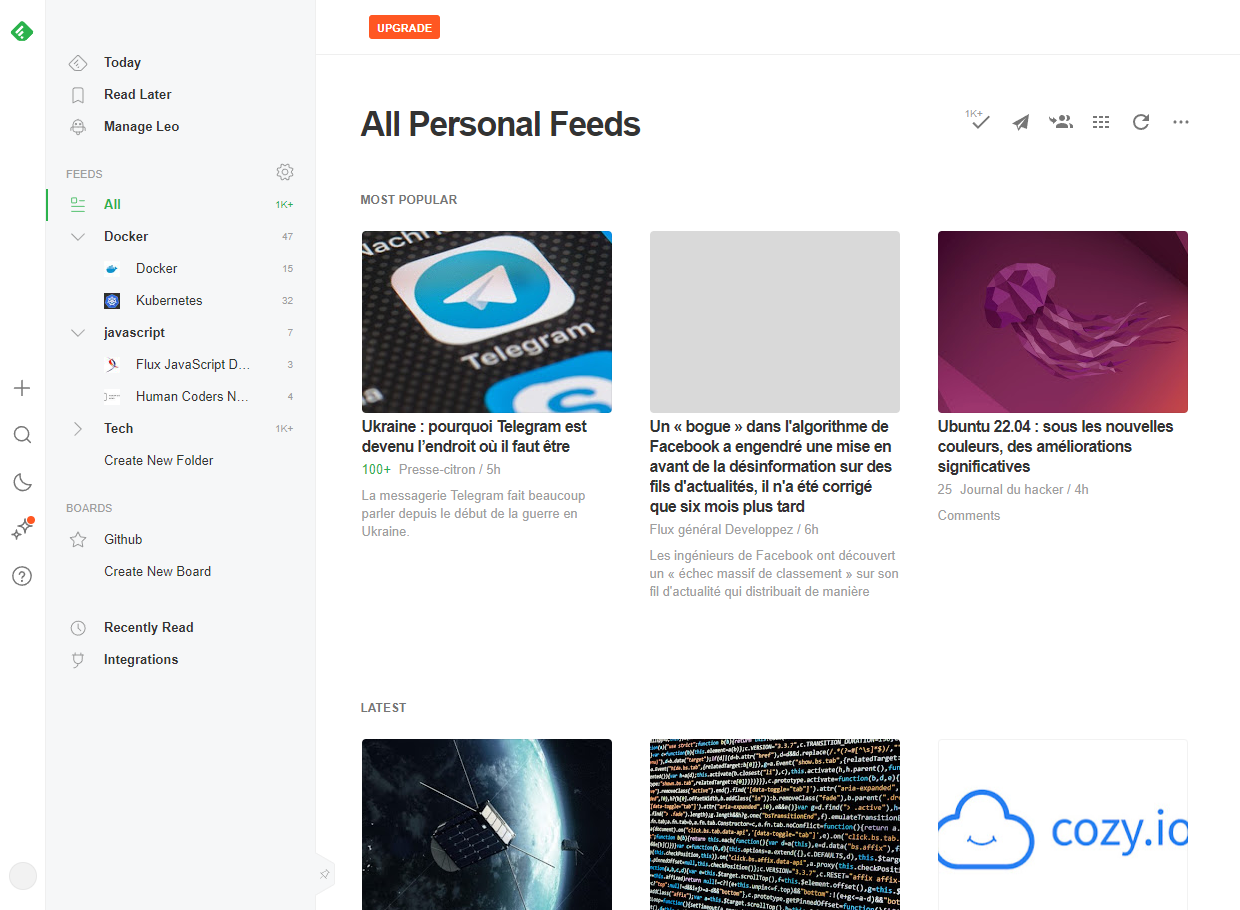 UPGRADE
Today
Read Later
Manage Leo
FEEDS
All 1K+
Docker 47
Docker 15
Kubernetes 32
javascript 7
Flux JavaScript D... 3
Human Coders N... 4
Tech 1K+
Create New Folder
BOARDS
Github
Create New Board
Recently Read
Integrations
All Personal Feeds
1K+
MOST POPULAR
Telegram
Ukraine : pourquoi Telegram est
devenu l’endroit où il faut être
100+ Presse-citron / 5h
La messagerie Telegram fait beaucoup
parler depuis le début de la guerre en
Ukraine.
Un « bogue » dans l'algorithme de
Facebook a engendré une mise en
avant de la désinformation sur des
fils d'actualités, il n'a été corrigé
que six mois plus tard
Flux général Developpez / 6h
Les ingénieurs de Facebook ont découvert
un « échec massif de classement » sur son
fil d’actualité qui distribuait de manière
Ubuntu 22.04 : sous les nouvelles
couleurs, des améliorations
significatives
25 Journal du hacker / 4h
Comments
LATEST
cozy.io